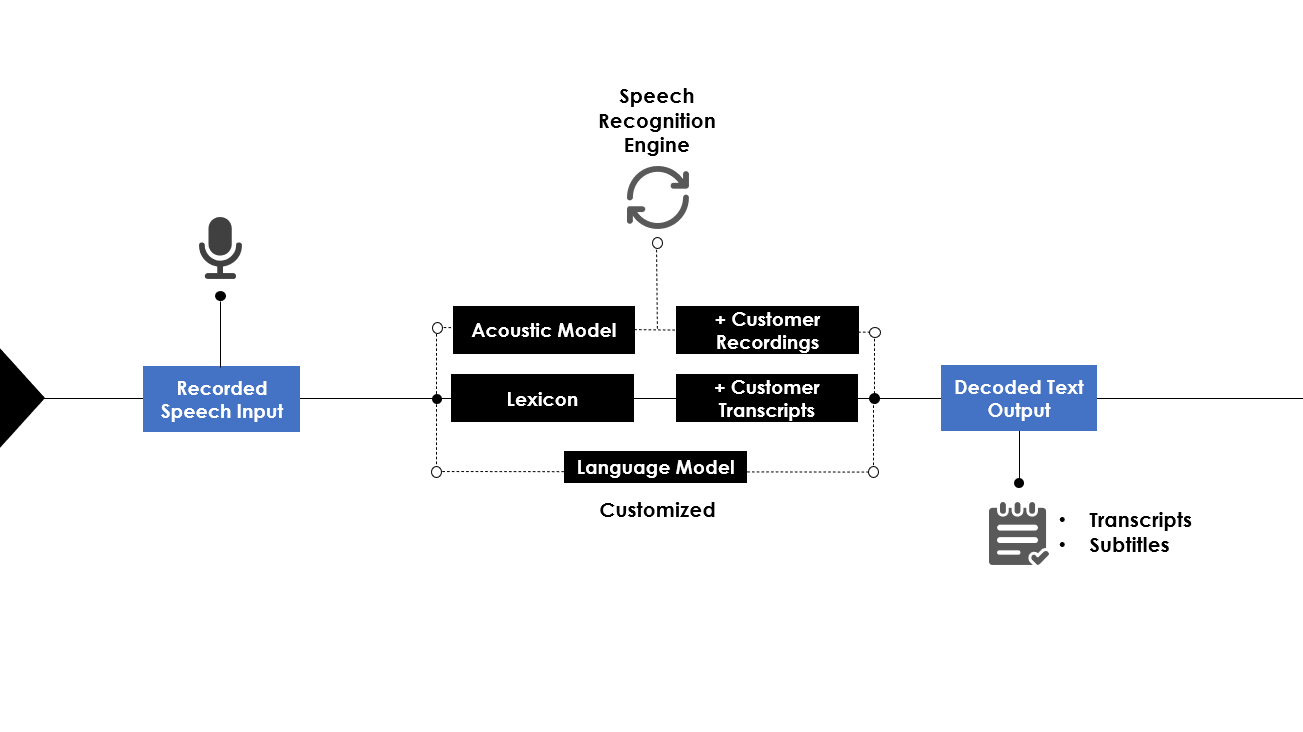 Speech
Recognition
Engine
Acoustic Model
+ Customer
Recordings
Recorded
Speech Input
Lexicon
+ Customer
Transcripts
Decoded Text
Output
Language Model
Customized
• Transcripts
• Subtitles